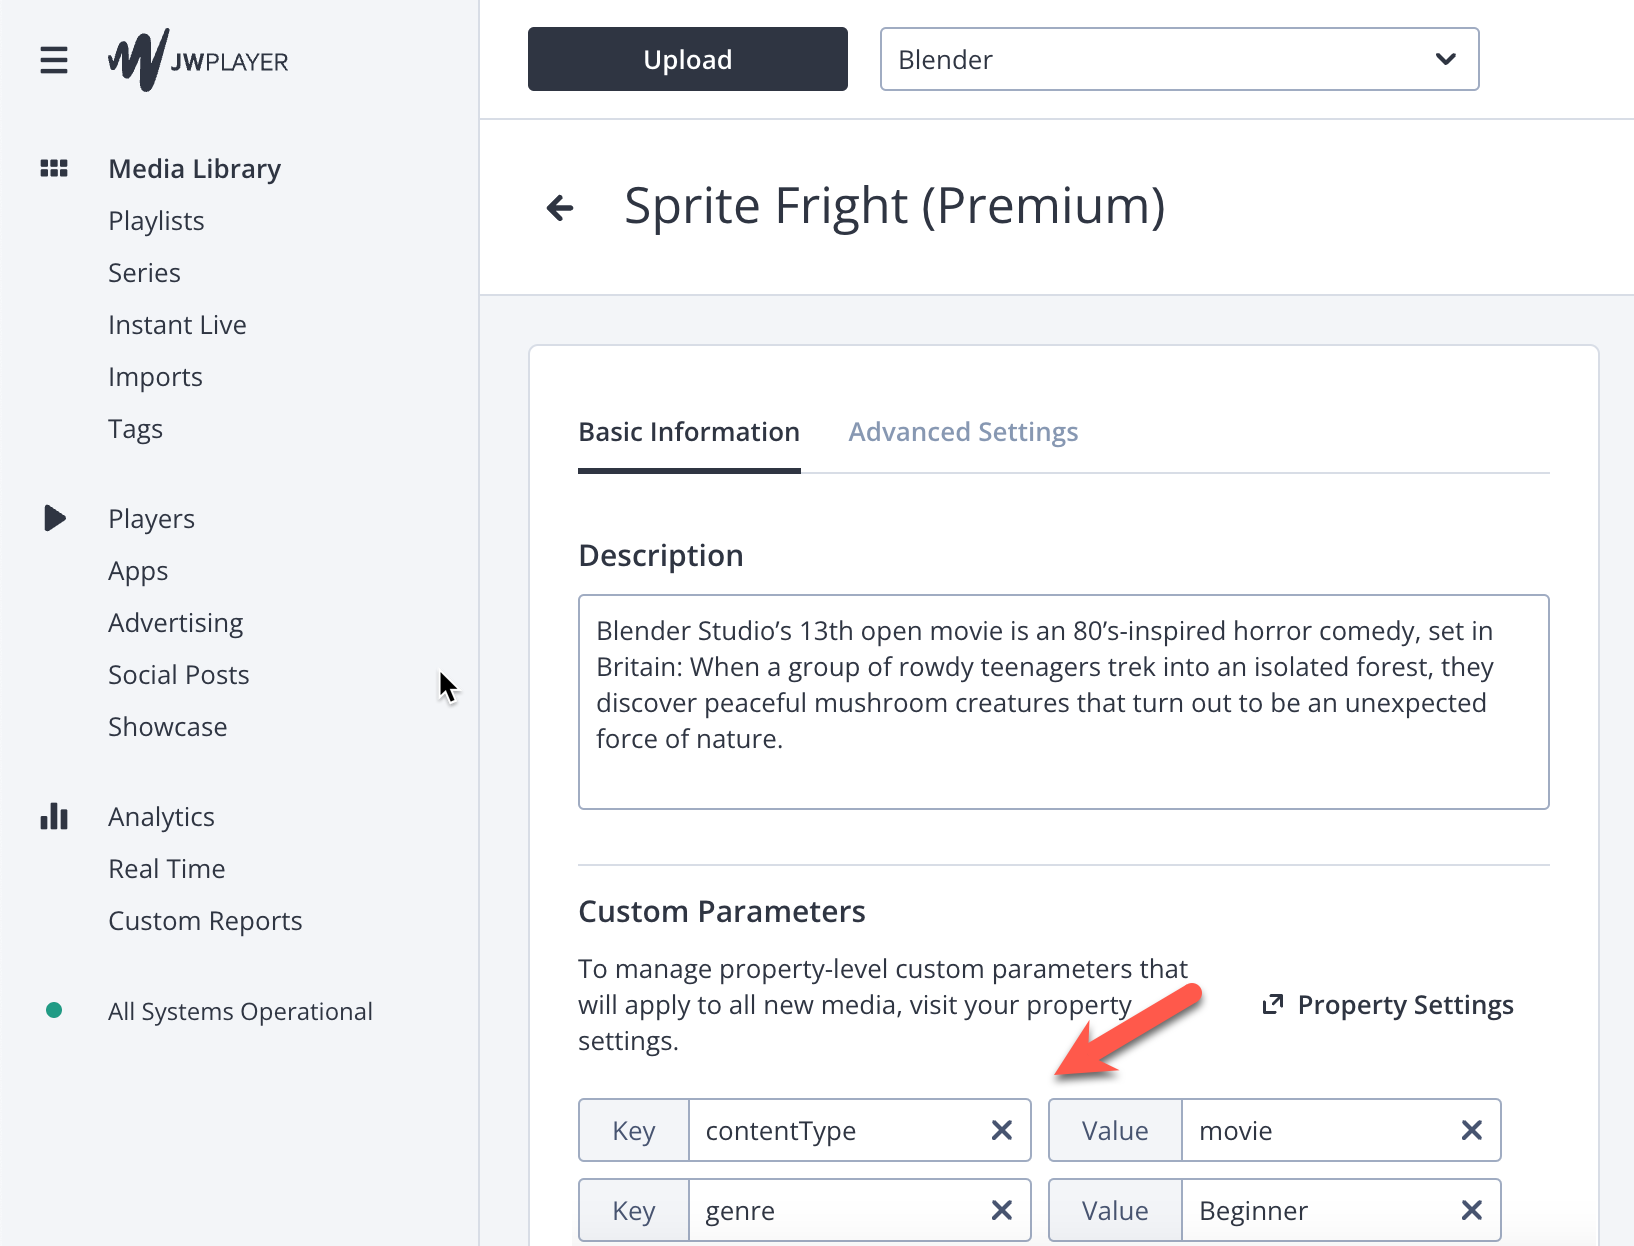 JWPLAYER
Media Library
Playlists
Series
Instant Live
Imports
Tags
Players
Apps
Advertising
Social Posts
Showcase
Analytics
Real Time
Custom Reports
All Systems Operational
Upload
Blender
Sprite Fright (Premium)
Basic Information
Advanced Settings
Description
Blender Studio’s 13th open movie is an 80’s-inspired horror comedy, set in
Britain: When a group of rowdy teenagers trek into an isolated forest, they
discover peaceful mushroom creatures that turn out to be an unexpected
force of nature.
Custom Parameters
To manage property-level custom parameters that
will apply to all new media, visit your property
settings.
Property Settings
Key contentType Value movie
Key genre Value Beginner